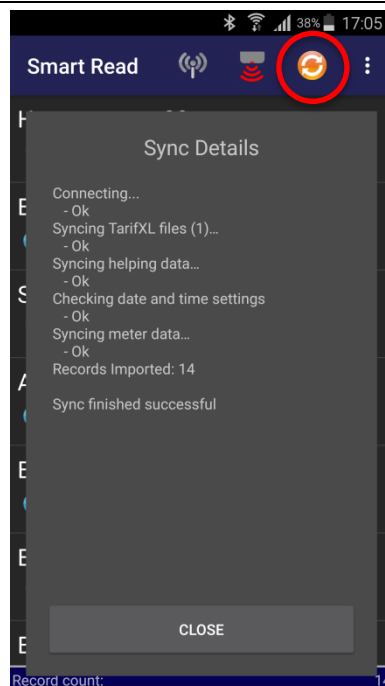 38% 17:05
Smart Read
H
Sync Details
Connecting...
- Ok
E
Syncing TarifXL files (1)...
- Ok
Syncing helping data...
- Ok
S
Checking date and time settings
- Ok
Syncing meter data...
- Ok
Records Imported: 14
A
Sync finished successful
E
E
CLOSE
E
Record count: 14